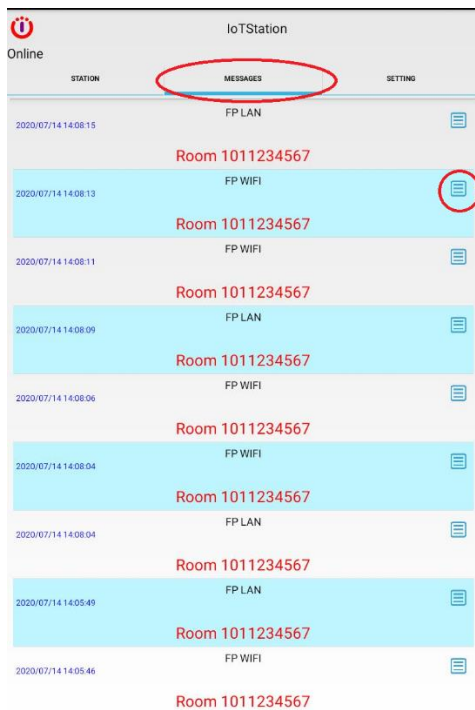 IoTStation
Online
STATION MESSAGES SETTING
FP LAN
2020/07/14 14:08:15
Room 1011234567
FP WIFI
2020/07/14 14:08:13
Room 1011234567
FP WIFI
2020/07/14 14:08:11
Room 1011234567
FP LAN
2020/07/14 14:08:09
Room 1011234567
FP WIFI
2020/07/14 14:08:06
Room 1011234567
FP WIFI
2020/07/14 14:08:04
Room 1011234567
FP LAN
2020/07/14 14:08:04
Room 1011234567
FP LAN
2020/07/14 14:05:49
Room 1011234567
FP WIFI
2020/07/14 14:05:46
Room 1011234567